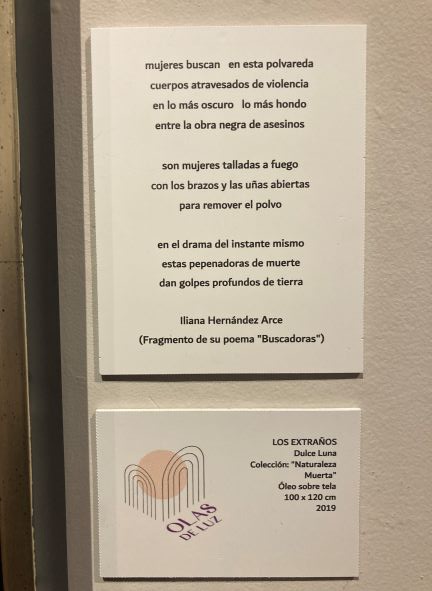 mujeres buscan   en esta polvareda
cuerpos atravesados de violencia
en lo más oscuro   lo más hondo
entre la obra negra de asesinos
son mujeres talladas a fuego
con los brazos y las uñas abiertas
para remover el polvo
en el drama del instante mismo
estas pepenadoras de muerte
dan golpes profundos de tierra
Iliana Hernández Arce
(Fragmento de su poema "Buscadoras")
LOS EXTRAÑOS
Dulce Luna
Colección: "Naturaleza
Muerta"
Óleo sobre tela
100 x 120 cm
2019
OLAS
DE LUZ